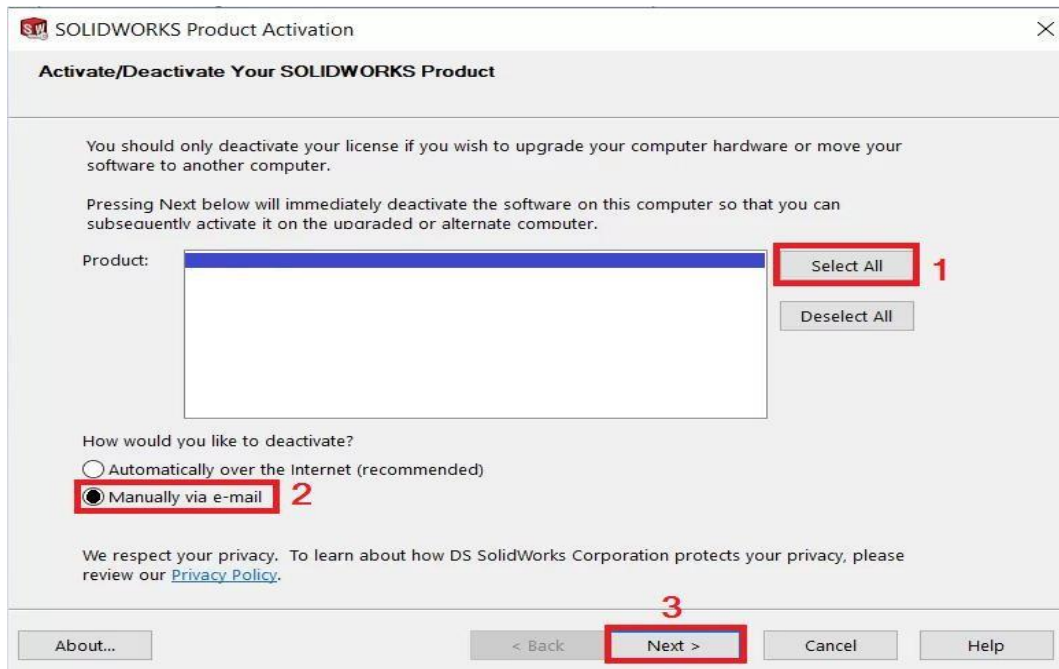 SW SOLIDWORKS Product Activation
Activate/Deactivate Your SOLIDWORKS Product
You should only deactivate your license if you wish to upgrade your computer hardware or move your
software to another computer.
Pressing Next below will immediately deactivate the software on this computer so that you can
subsequently activate it on the upgraded or alternate computer.
Product:
Select All 1
Deselect All
How would you like to deactivate?
Automatically over the Internet (recommended)
Manually via e-mail 2
We respect your privacy. To learn about how DS SolidWorks Corporation protects your privacy, please
review our Privacy Policy.
3
About... < Back Next > Cancel Help